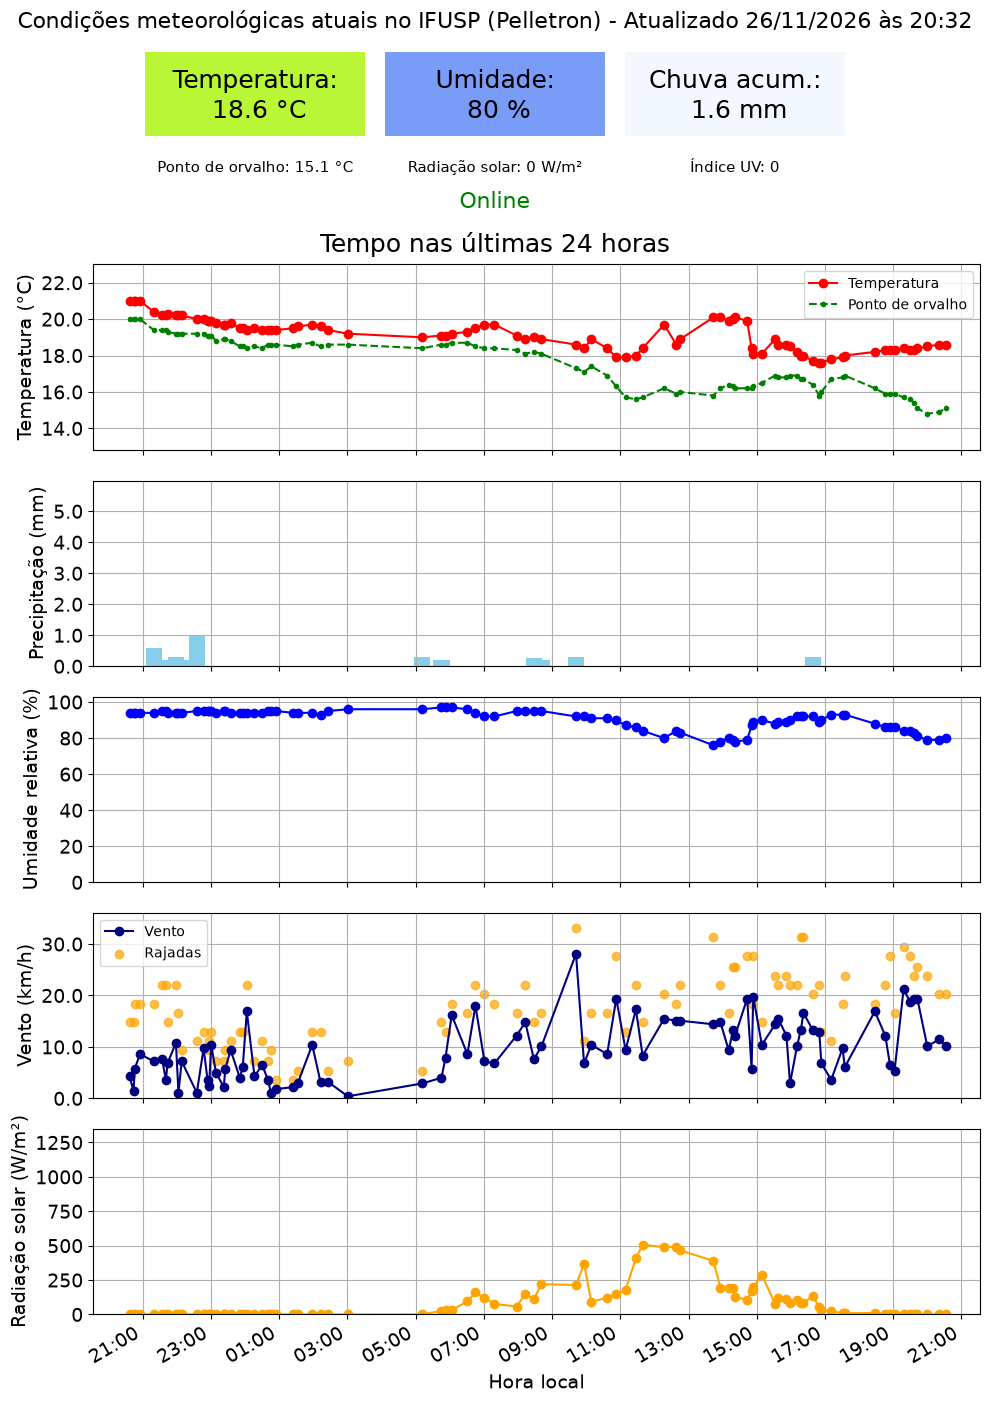 Condições meteorológicas atuais no IFUSP (Pelletron) - Atualizado 26/11/2026 às 20:32
Temperatura:
18.6 °C
Umidade:
80 %
Chuva acum.:
1.6 mm
Ponto de orvalho: 15.1 °C
Radiação solar: 0 W/m²
Índice UV: 0
Online
Tempo nas últimas 24 horas
Temperatura (°C)
22.0
20.0
18.0
16.0
14.0
Temperatura
Ponto de orvalho
Precipitação (mm)
5.0
4.0
3.0
2.0
1.0
0.0
Umidade relativa (%)
100
80
60
40
20
0
Vento (km/h)
30.0
20.0
10.0
0.0
Vento
Rajadas
Radiação solar (W/m²)
1250
1000
750
500
250
0
21:00
23:00
01:00
03:00
05:00
07:00
09:00
11:00
13:00
15:00
17:00
19:00
21:00
Hora local